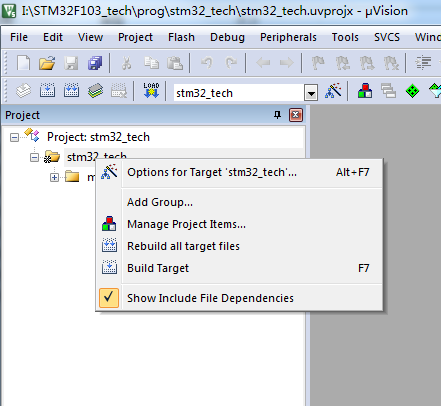 I:\STM32F103_tech\prog\stm32_tech\stm32_tech.uvprojx - µVision
File Edit View Project Flash Debug Peripherals Tools SVCS Window
LOAD stm32_tech
Project
Project: stm32_tech
stm32_tech
Options for Target 'stm32_tech'... Alt+F7
Add Group...
Manage Project Items...
Rebuild all target files
Build Target F7
Show Include File Dependencies